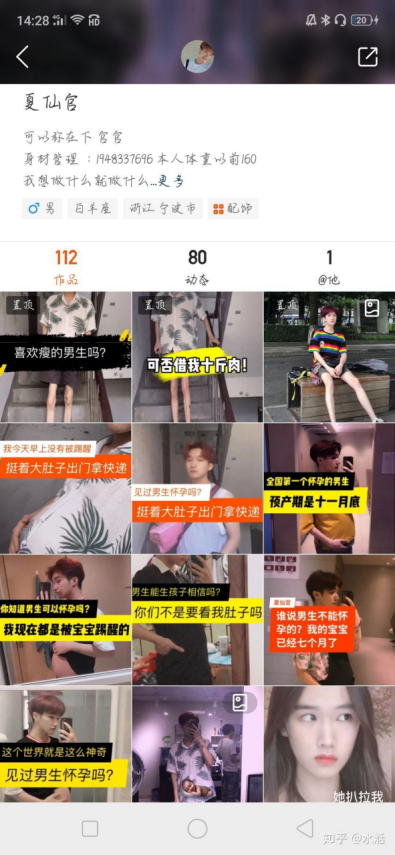 14:28
HD
20
夏仙宫
可以称在下 宫宫
身材管理 :1948337696 本人体重以前160
我想做什么就做什么...更多
男
白羊座
浙江 宁波市
配饰
112
80
1
作品
动态
@他
置顶
置顶
置顶
喜欢瘦的男生吗?
可否借我十斤肉!
我今天早上没有被踢醒
挺着大肚子出门拿快递
见过男生怀孕吗?
挺着大肚子出门拿快递
全国第一个怀孕的男生
预产期是十一月底
你知道男生可以怀孕吗?
我现在都是被宝宝踢醒的
男生能生孩子相信吗?
你们不是要看我肚子吗
夏仙宫
谁说男生不能怀
孕的?我的宝宝
已经七个月了
这个世界就是这么神奇
见过男生怀孕吗?
她扒拉我
知乎 @水湉